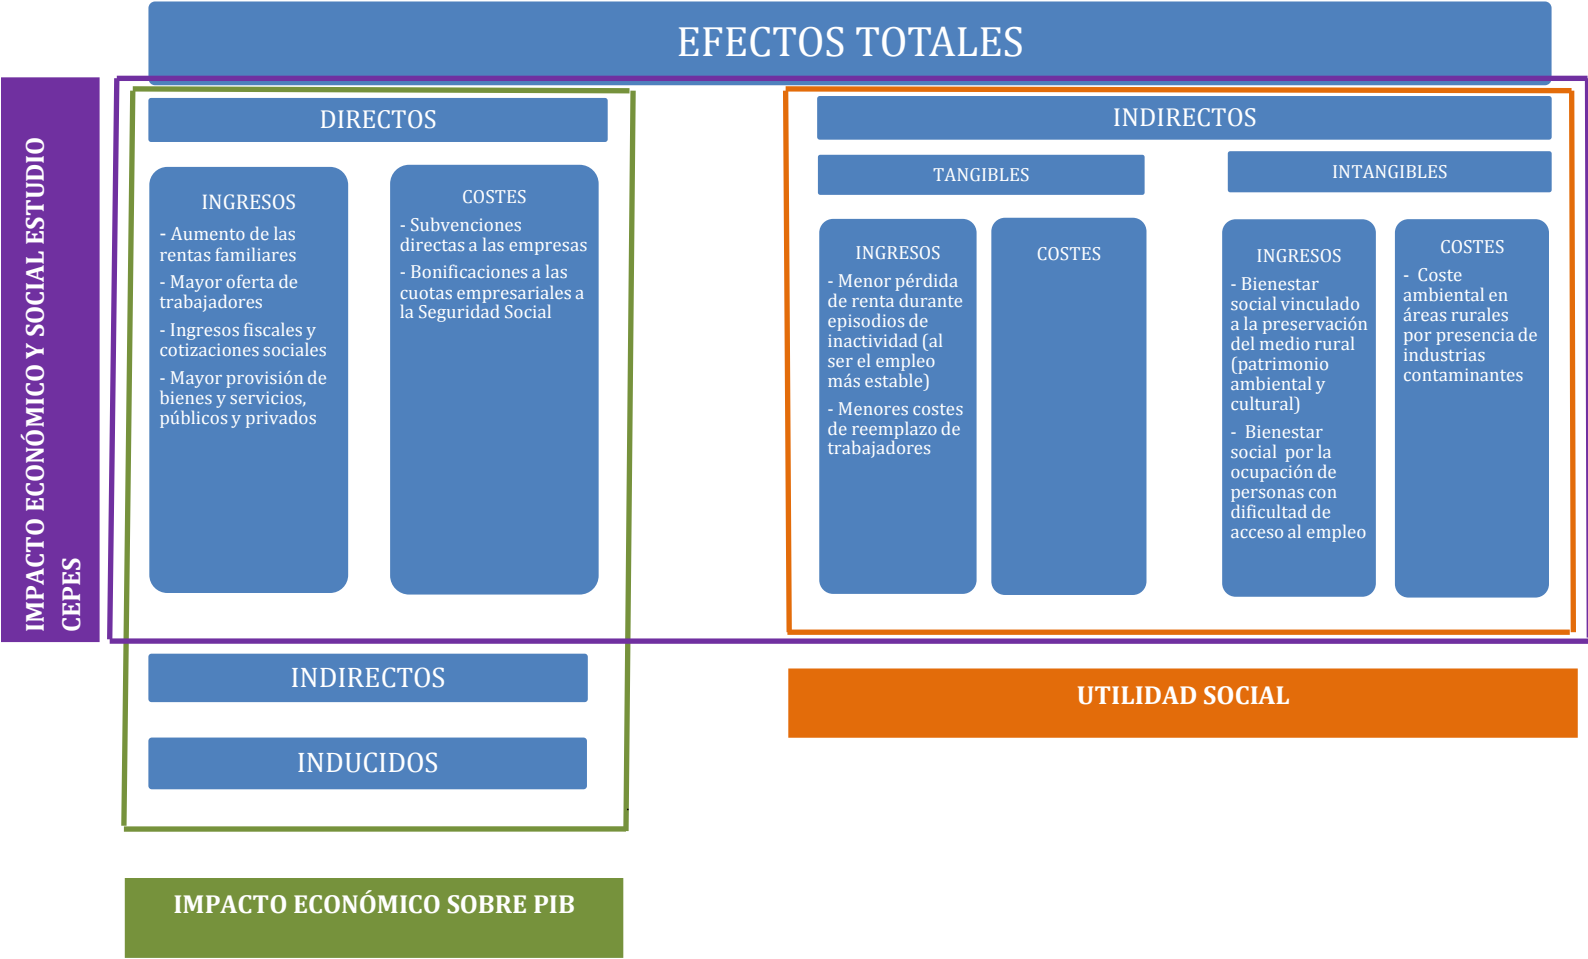 EFECTOS TOTALES
IMPACTO ECONÓMICO Y SOCIAL ESTUDIO
CEPES
DIRECTOS
INGRESOS
- Aumento de las
rentas familiares
- Mayor oferta de
trabajadores
- Ingresos fiscales y
cotizaciones sociales
- Mayor provisión de
bienes y servicios,
públicos y privados
COSTES
- Subvenciones
directas a las empresas
- Bonificaciones a las
cuotas empresariales a
la Seguridad Social
INDIRECTOS
TANGIBLES
INGRESOS
- Menor pérdida
de renta durante
episodios de
inactividad (al
ser el empleo
más estable)
- Menores costes
de reemplazo de
trabajadores
COSTES
INTANGIBLES
INGRESOS
- Bienestar
social vinculado
a la preservación
del medio rural
(patrimonio
ambiental y
cultural)
- Bienestar
social por la
ocupación de
personas con
dificultad de
acceso al empleo
COSTES
- Coste
ambiental en
áreas rurales
por presencia de
industrias
contaminantes
INDIRECTOS
INDUCIDOS
UTILIDAD SOCIAL
IMPACTO ECONÓMICO SOBRE PIB